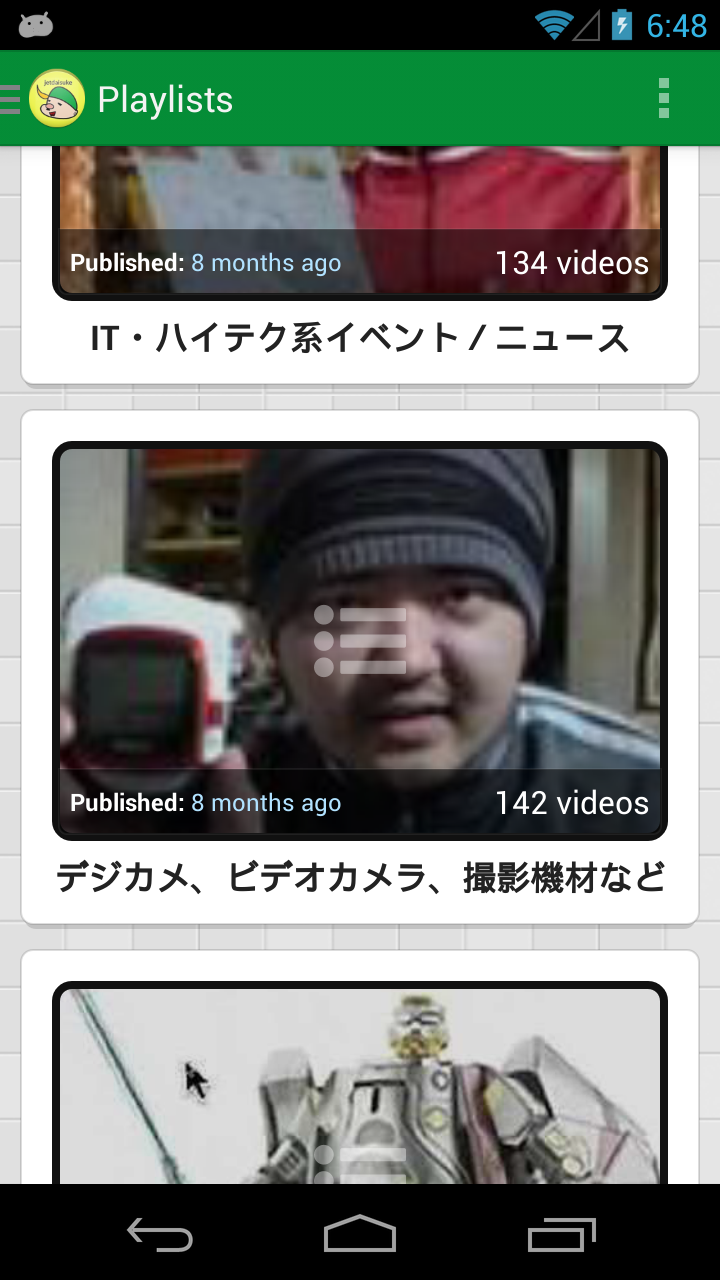 6:48
jetdaisuke
Playlists
Published: 8 months ago
134 videos
IT・ハイテク系イベント / ニュース
Published: 8 months ago
142 videos
デジカメ、ビデオカメラ、撮影機材など